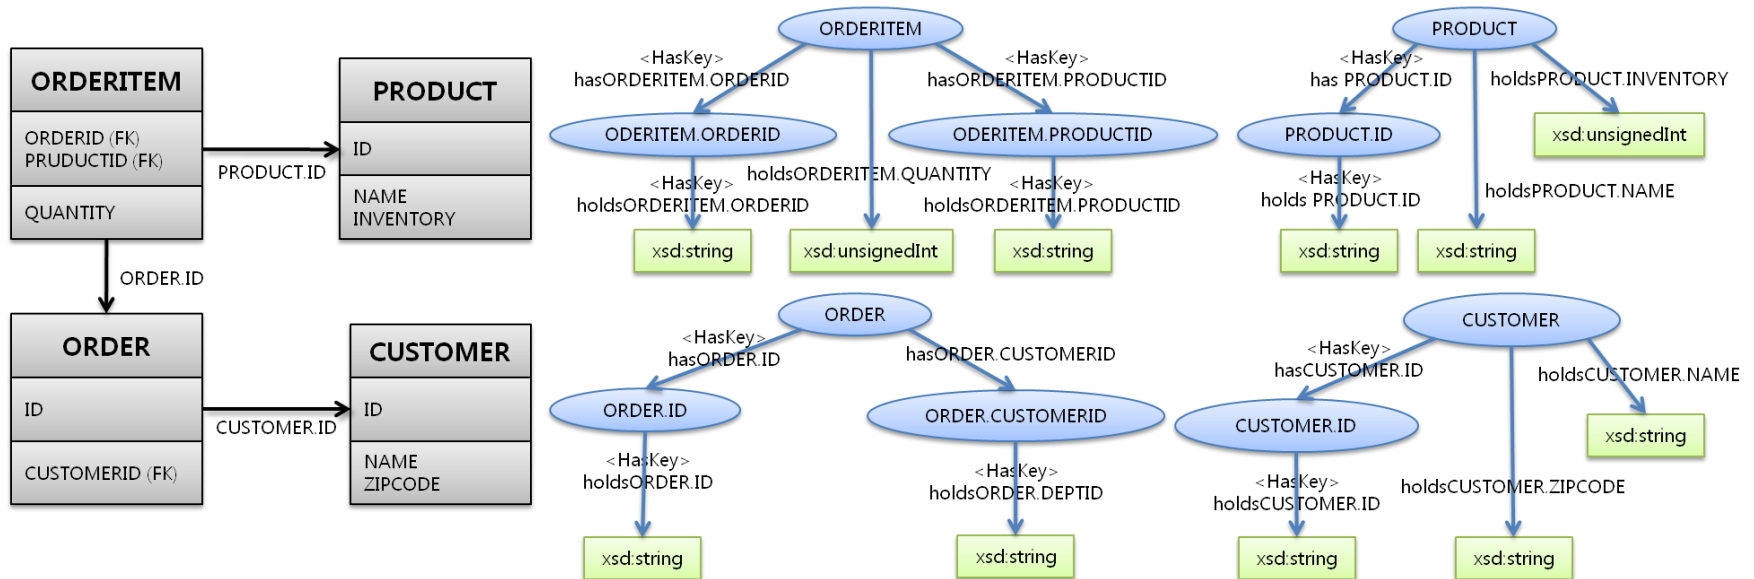 ORDERITEM
ORDERID (FK)
PRUDUCTID (FK)
QUANTITY
PRODUCT.ID
PRODUCT
ID
NAME
INVENTORY
ORDER.ID
ORDER
ID
CUSTOMERID (FK)
CUSTOMER.ID
CUSTOMER
ID
NAME
ZIPCODE
ORDERITEM
<HasKey>
hasORDERITEM.ORDERID
<HasKey>
hasORDERITEM.PRODUCTID
ODERITEM.ORDERID
ODERITEM.PRODUCTID
<HasKey>
holdsORDERITEM.ORDERID
holdsORDERITEM.QUANTITY
<HasKey>
holdsORDERITEM.PRODUCTID
xsd:string
xsd:unsignedInt
xsd:string
PRODUCT
<HasKey>
has PRODUCT.ID
holdsPRODUCT.INVENTORY
PRODUCT.ID
xsd:unsignedInt
<HasKey>
holds PRODUCT.ID
holdsPRODUCT.NAME
xsd:string
xsd:string
ORDER
<HasKey>
hasORDER.ID
hasORDER.CUSTOMERID
ORDER.ID
ORDER.CUSTOMERID
<HasKey>
holdsORDER.ID
<HasKey>
holdsORDER.DEPTID
xsd:string
xsd:string
CUSTOMER
<HasKey>
hasCUSTOMER.ID
holdsCUSTOMER.NAME
CUSTOMER.ID
xsd:string
<HasKey>
holdsCUSTOMER.ID
holdsCUSTOMER.ZIPCODE
xsd:string
xsd:string